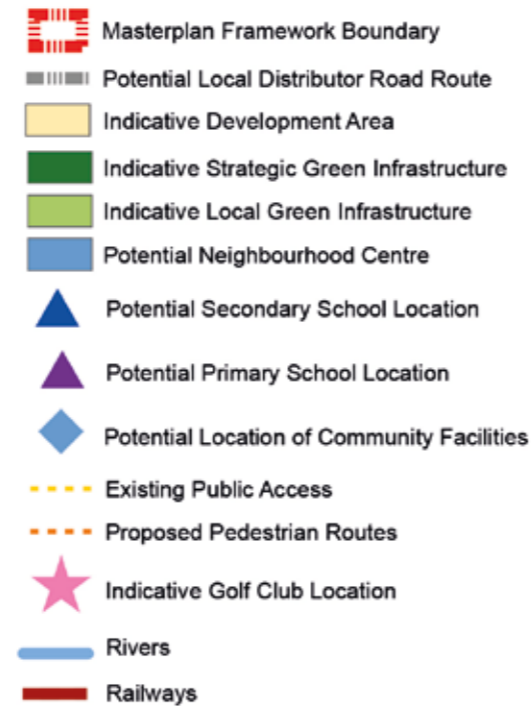 Masterplan Framework Boundary
Potential Local Distributor Road Route
Indicative Development Area
Indicative Strategic Green Infrastructure
Indicative Local Green Infrastructure
Potential Neighbourhood Centre
Potential Secondary School Location
Potential Primary School Location
Potential Location of Community Facilities
Existing Public Access
Proposed Pedestrian Routes
Indicative Golf Club Location
Rivers
Railways